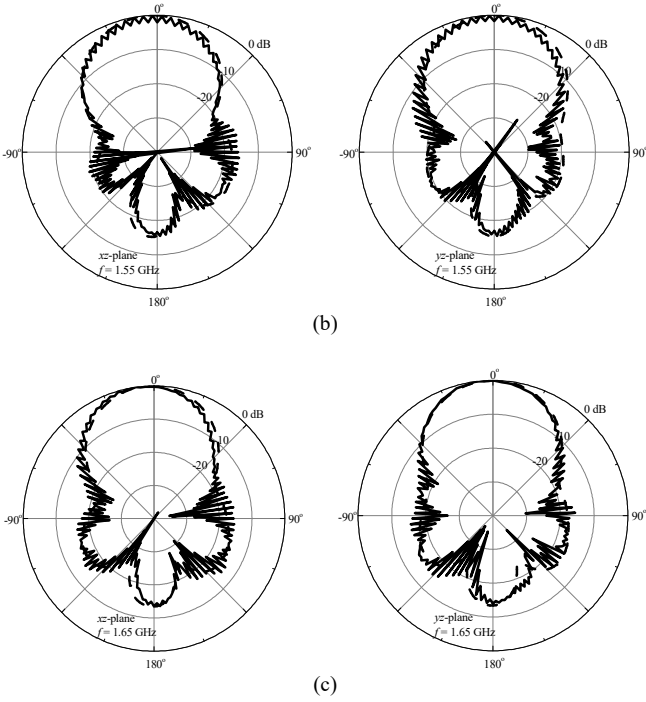 0°
0°
0 dB
0 dB
-10
-10
-20
-20
-90°
90°
-90°
90°
xz-plane
yz-plane
f = 1.55 GHz
f = 1.55 GHz
180°
180°
(b)
0°
0°
0 dB
0 dB
-10
-10
-20
-20
-90°
90°
-90°
90°
xz-plane
yz-plane
f = 1.65 GHz
f = 1.65 GHz
180°
180°
(c)